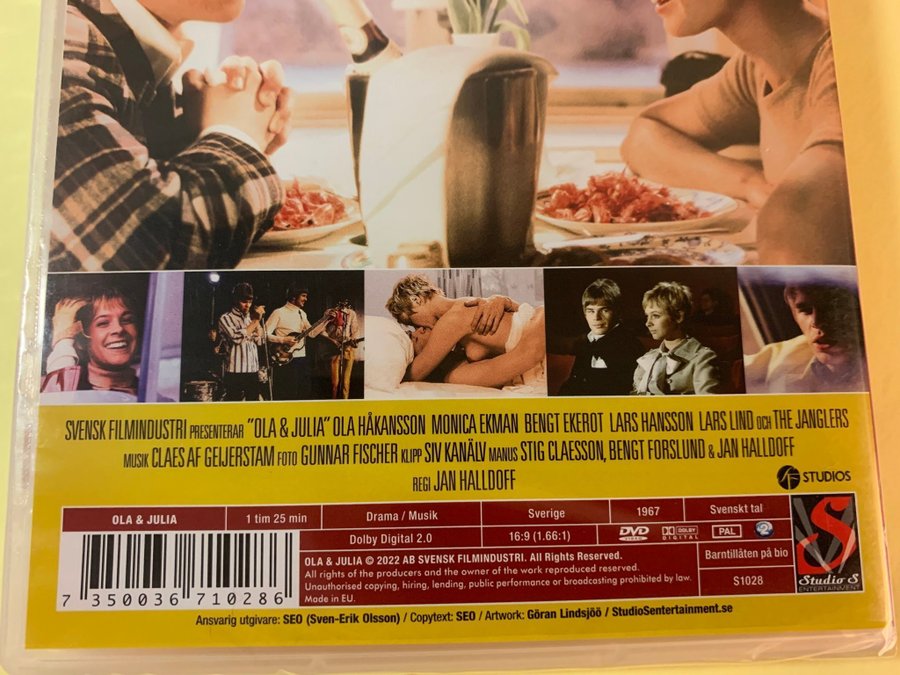 SVENSK FILMINDUSTRI PRESENTERAR "OLA & JULIA" OLA HÅKANSSON MONICA EKMAN BENGT EKEROT LARS HANSSON LARS LIND OCH THE JANGLERS
MUSIK CLAES AF GEIJERSTAM FOTO GUNNAR FISCHER KLIPP SIV KANÄLV MANUS STIG CLAESSON, BENGT FORSLUND & JAN HALLDOFF
REGI JAN HALLDOFF
SF STUDIOS
OLA & JULIA 1 tim 25 min Drama / Musik Sverige 1967 Svenskt tal
Dolby Digital 2.0 16:9 (1.66:1) DVD VIDEO DOLBY DIGITAL PAL 2
OLA & JULIA © 2022 AB SVENSK FILMINDUSTRI. All Rights Reserved.
All rights of the producers and the owner of the work reproduced reserved.
Unauthorised copying, hiring, lending, public performance or broadcasting prohibited by law.
Made in EU.
Barntillåten på bio
S1028
S
Studio S
ENTERTAINMENT
7 350036 710286
Ansvarig utgivare: SEO (Sven-Erik Olsson) / Copytext: SEO / Artwork: Göran Lindsjöö / StudioSentertainment.se